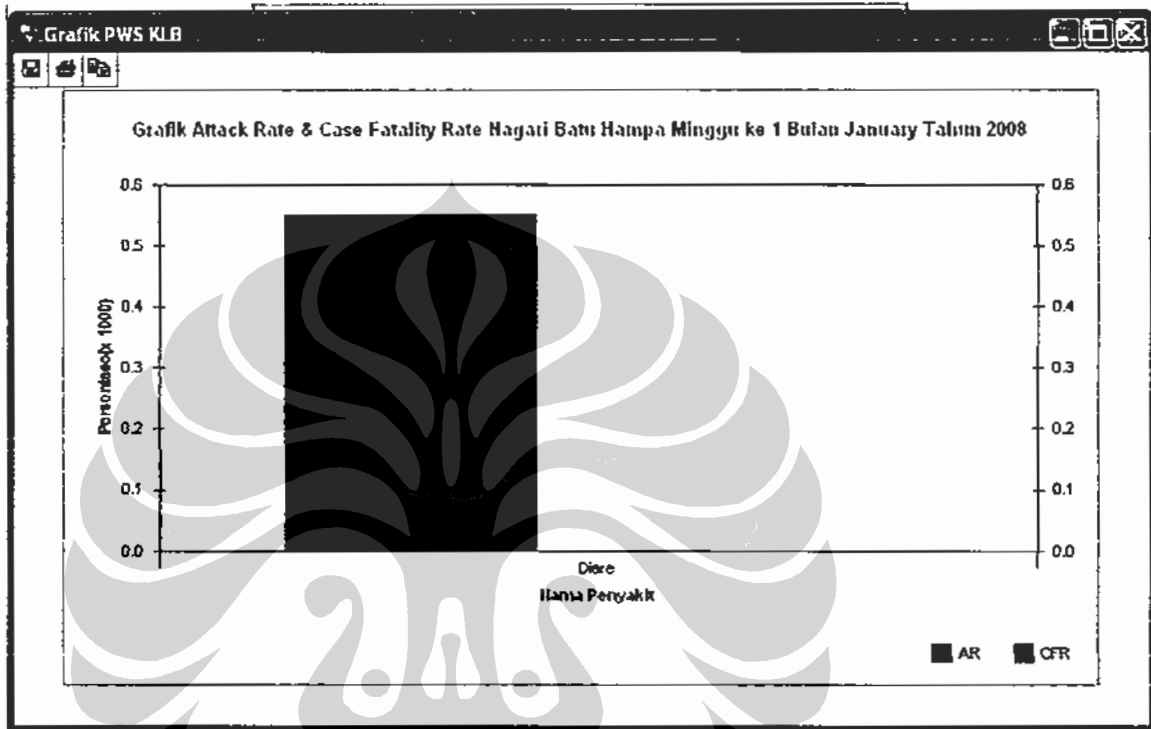 Grafik PWS KLB
Grafik Attack Rate & Case Fatality Rate Nagari Batu Hampa Minggu ke 1 Bulan January Tahun 2008
0.6
0.5
0.4
0.3
0.2
0.1
0.0
Persentase(x 1000)
0.6
0.5
0.4
0.3
0.2
0.1
0.0
Diare
Nama Penyakit
AR
CFR